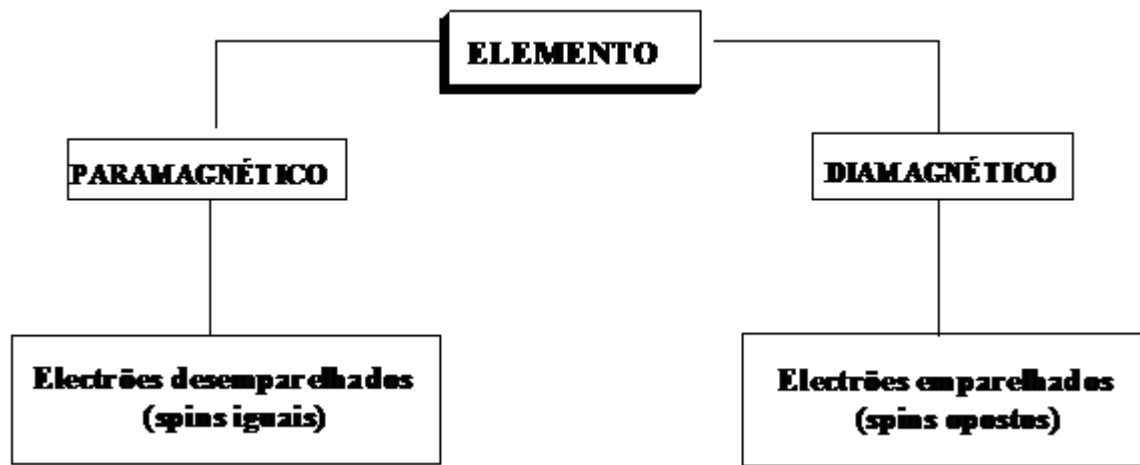 ELEMENTO
PARAMAGNÉTICO
DIAMAGNÉTICO
Electrões desemparelhados
(spins iguais)
Electrões emparelhados
(spins opostos)